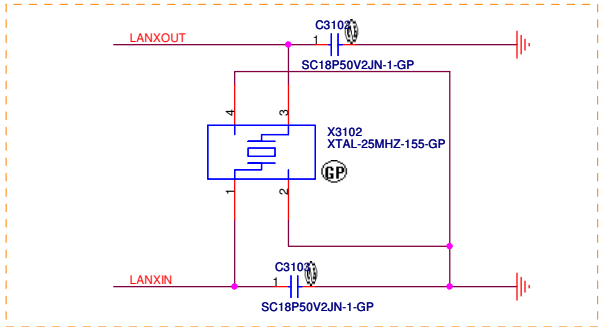 C3102
LANXOUT
1
SC18P50V2JN-1-GP
4
3
X3102
XTAL-25MHZ-155-GP
GP
1
2
C3103
LANXIN
1
SC18P50V2JN-1-GP